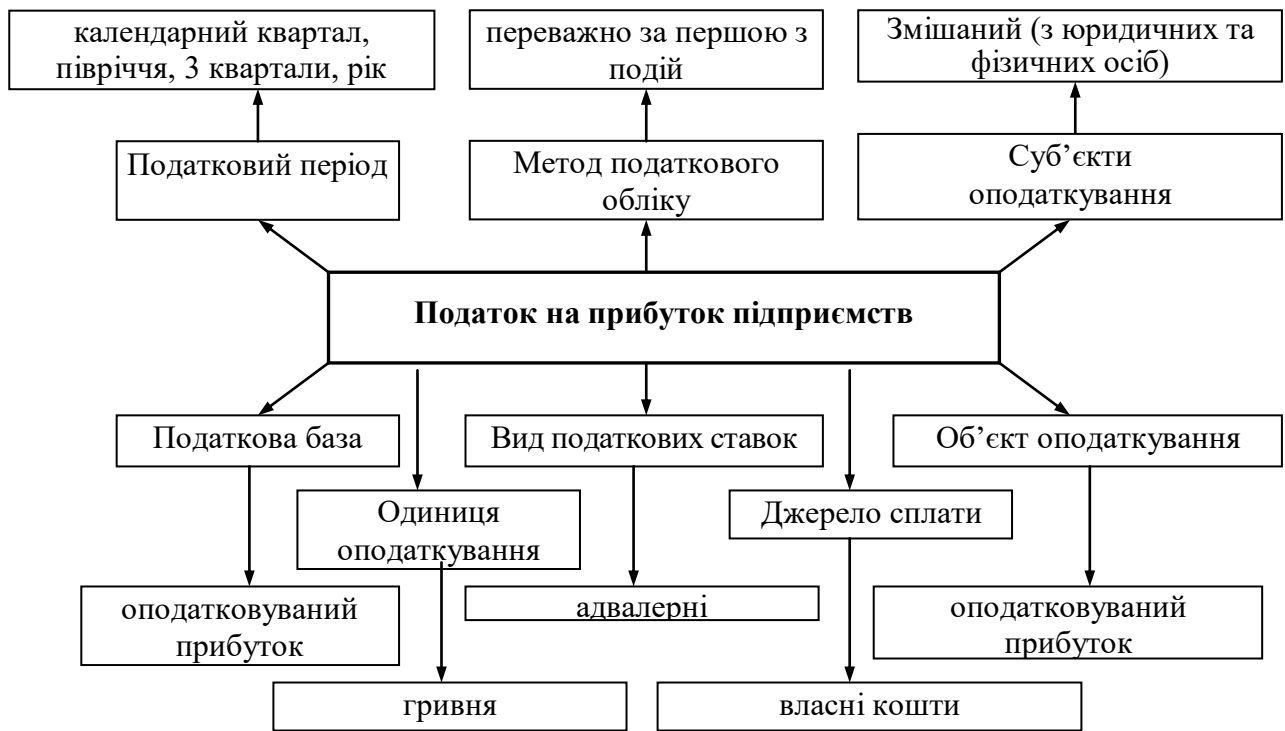 календарний квартал,
півріччя, 3 квартали, рік
переважно за першою з
подій
Змішаний (з юридичних та
фізичних осіб)
Податковий період
Метод податкового
обліку
Суб’єкти
оподаткування
Податок на прибуток підприємств
Податкова база
Вид податкових ставок
Об’єкт оподаткування
Одиниця
оподаткування
Джерело сплати
оподатковуваний
прибуток
адвалерні
оподатковуваний
прибуток
гривня
власні кошти